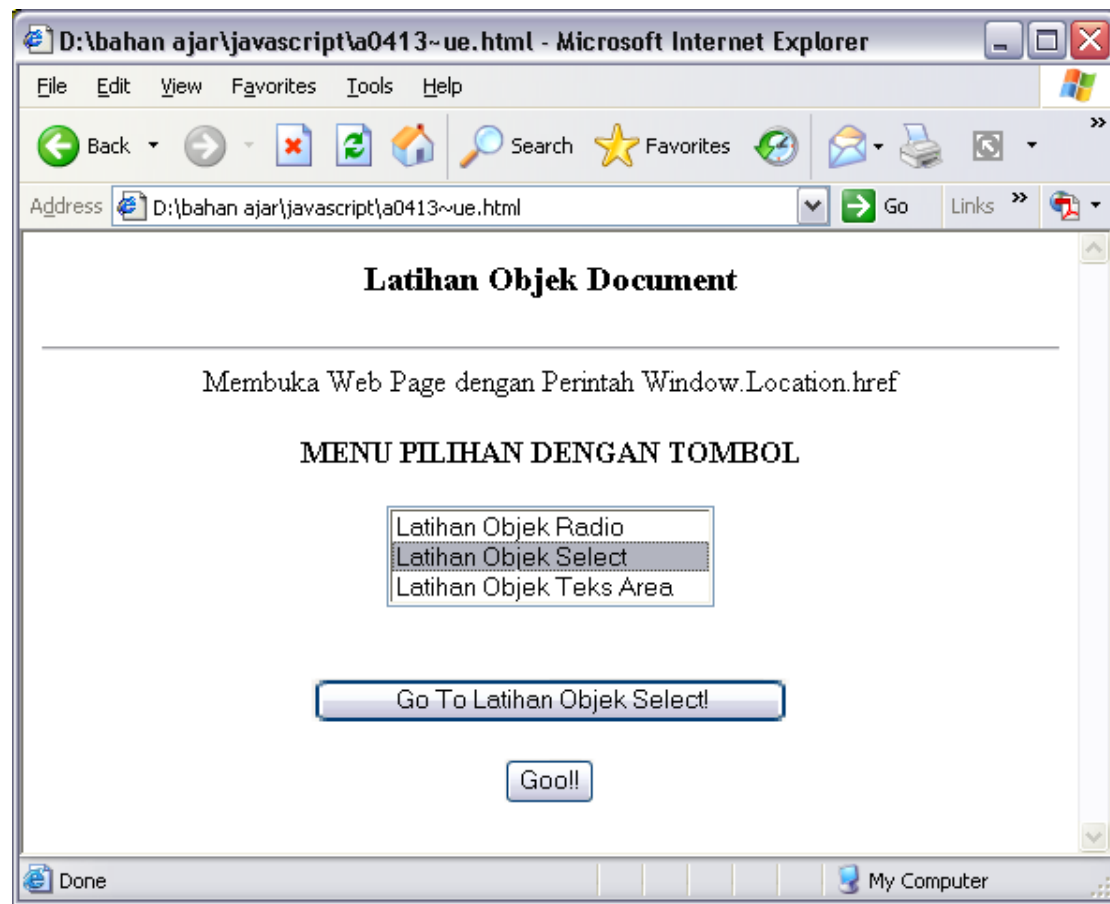 D:\bahan ajar\javascript\a0413~ue.html - Microsoft Internet Explorer
File Edit View Favorites Tools Help
Back Search Favorites
Address D:\bahan ajar\javascript\a0413~ue.html Go Links »
Latihan Objek Document
Membuka Web Page dengan Perintah Window.Location.href
MENU PILIHAN DENGAN TOMBOL
Latihan Objek Radio
Latihan Objek Select
Latihan Objek Teks Area
Go To Latihan Objek Select!
Goo!!
Done My Computer